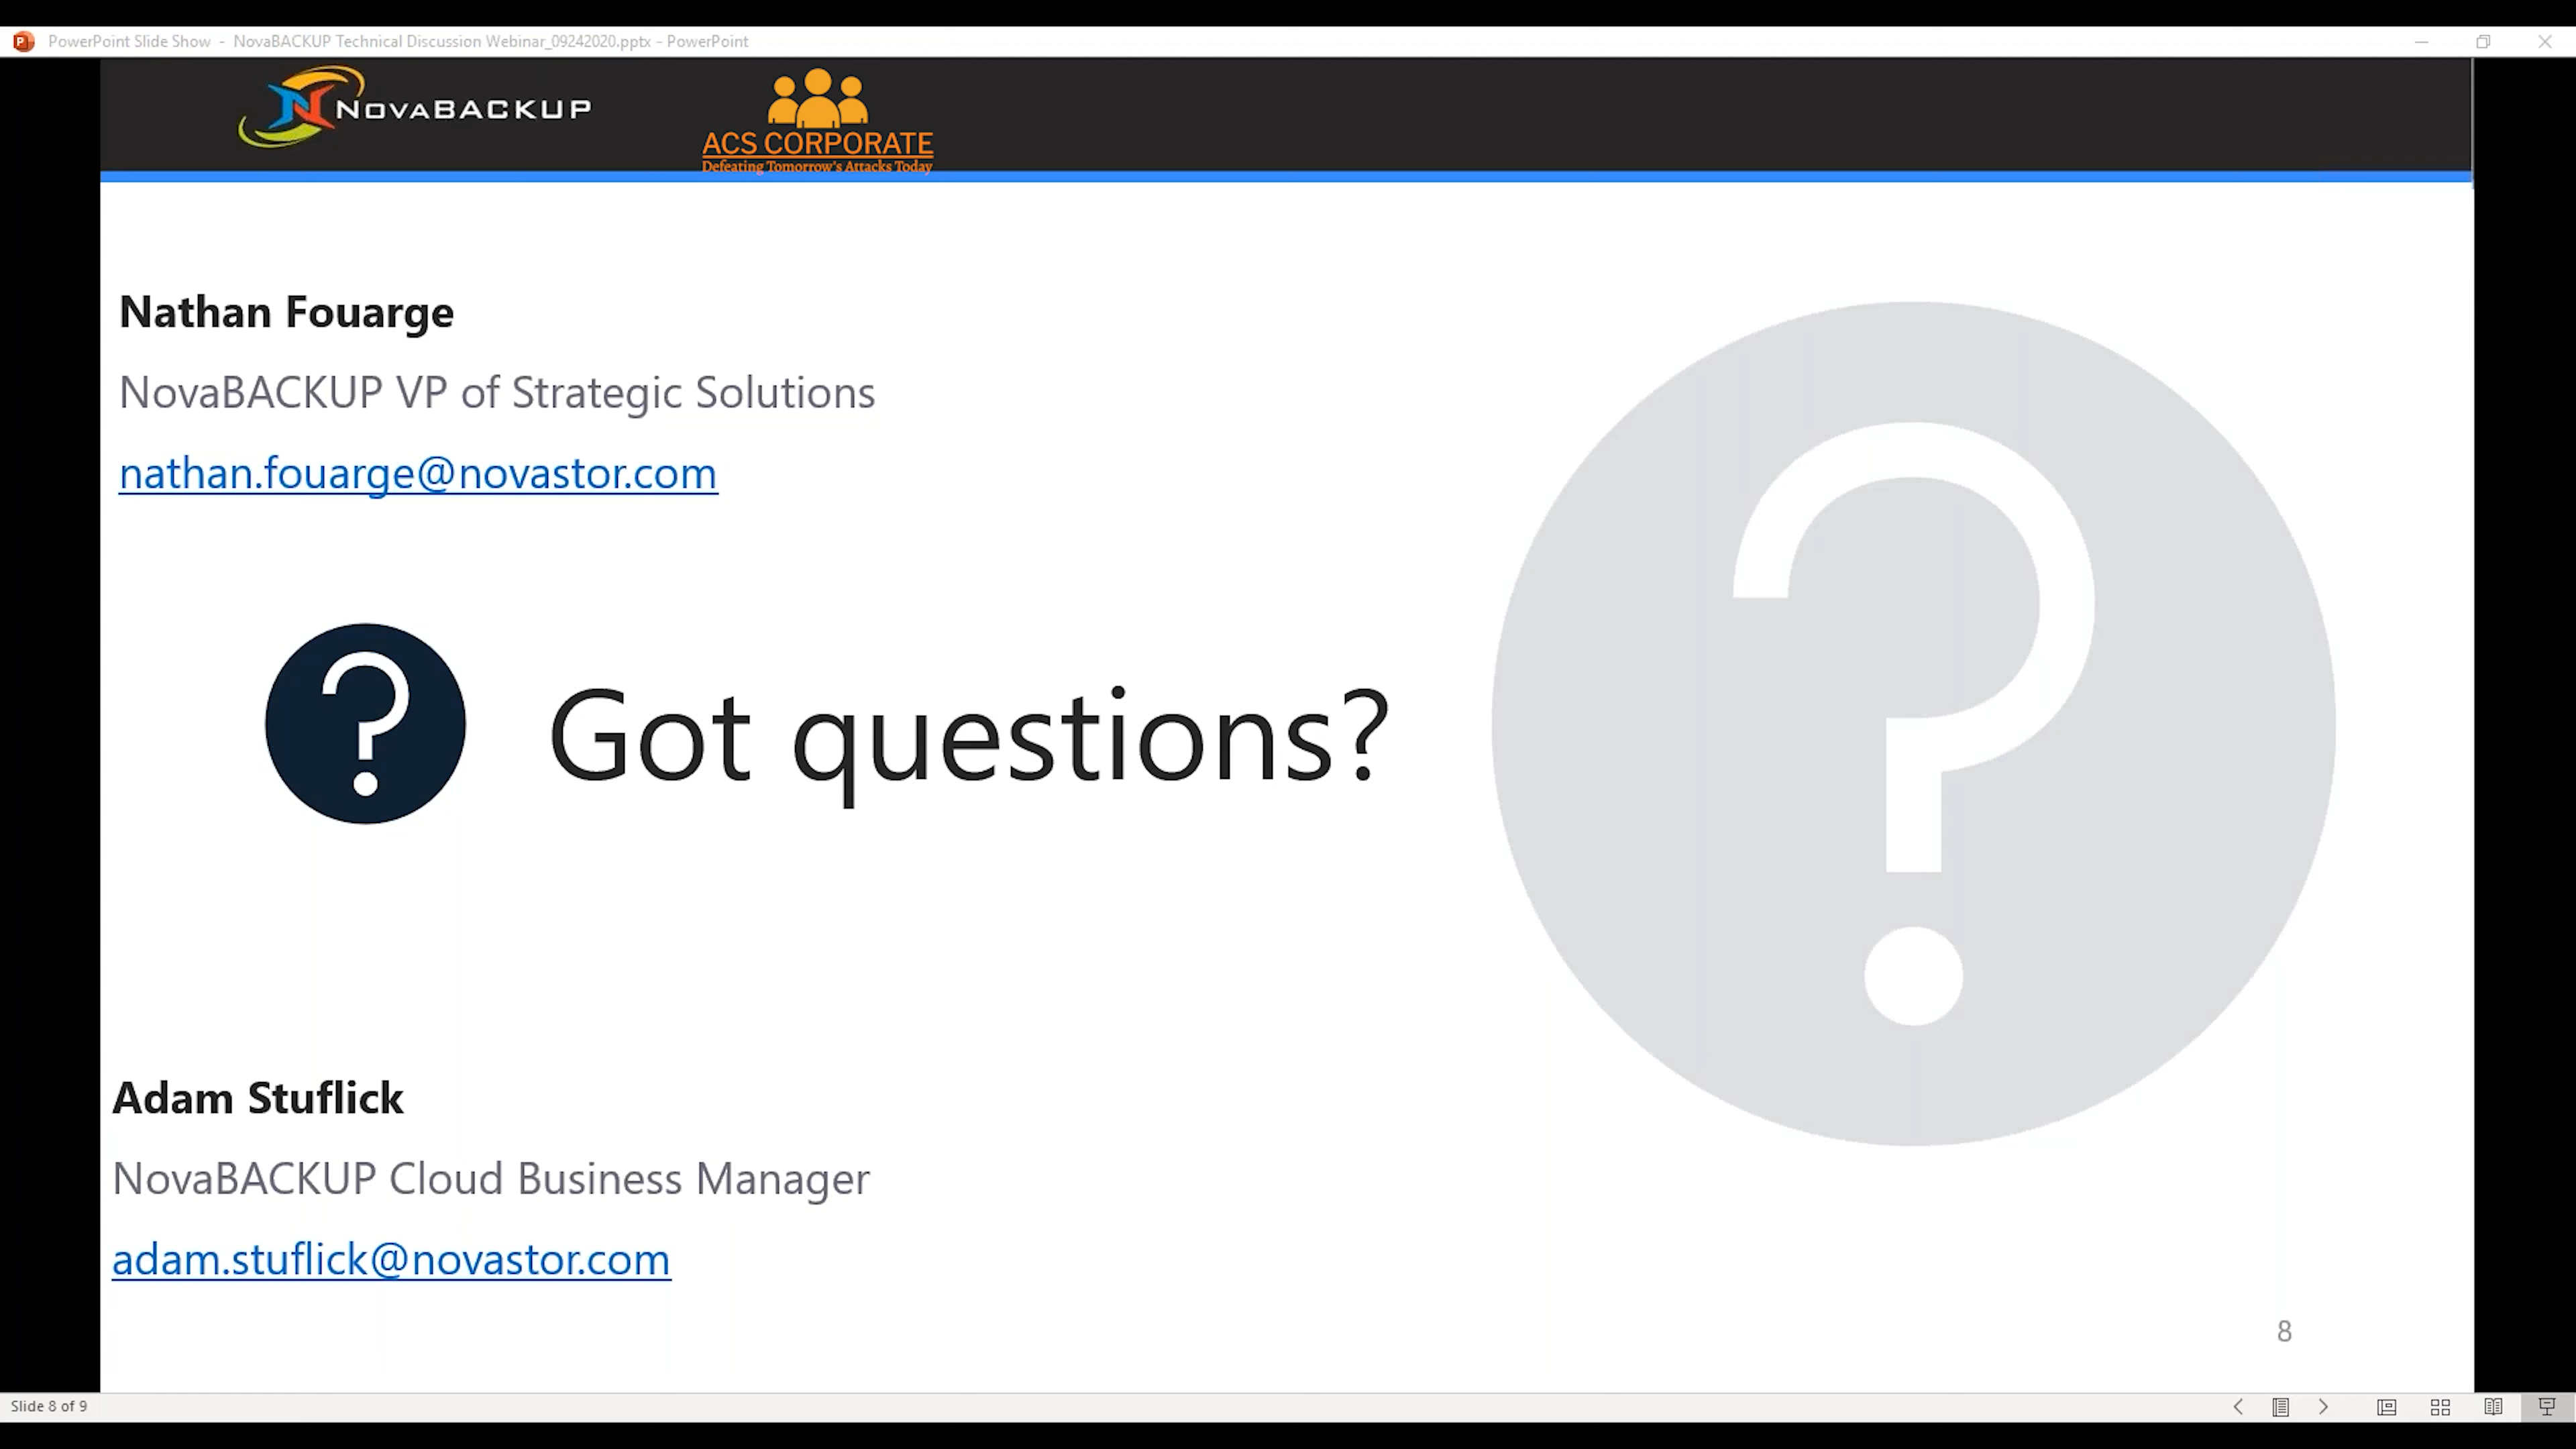 PowerPoint Slide Show - NovaBACKUP Technical Discussion Webinar_09242020.pptx - PowerPoint
NOVABACKUP
ACS CORPORATE
Defeating Tomorrow's Attacks Today
Nathan Fouarge
NovaBACKUP VP of Strategic Solutions
nathan.fouarge@novastor.com
? Got questions?
?
Adam Stuflick
NovaBACKUP Cloud Business Manager
adam.stuflick@novastor.com
8
Slide 8 of 9